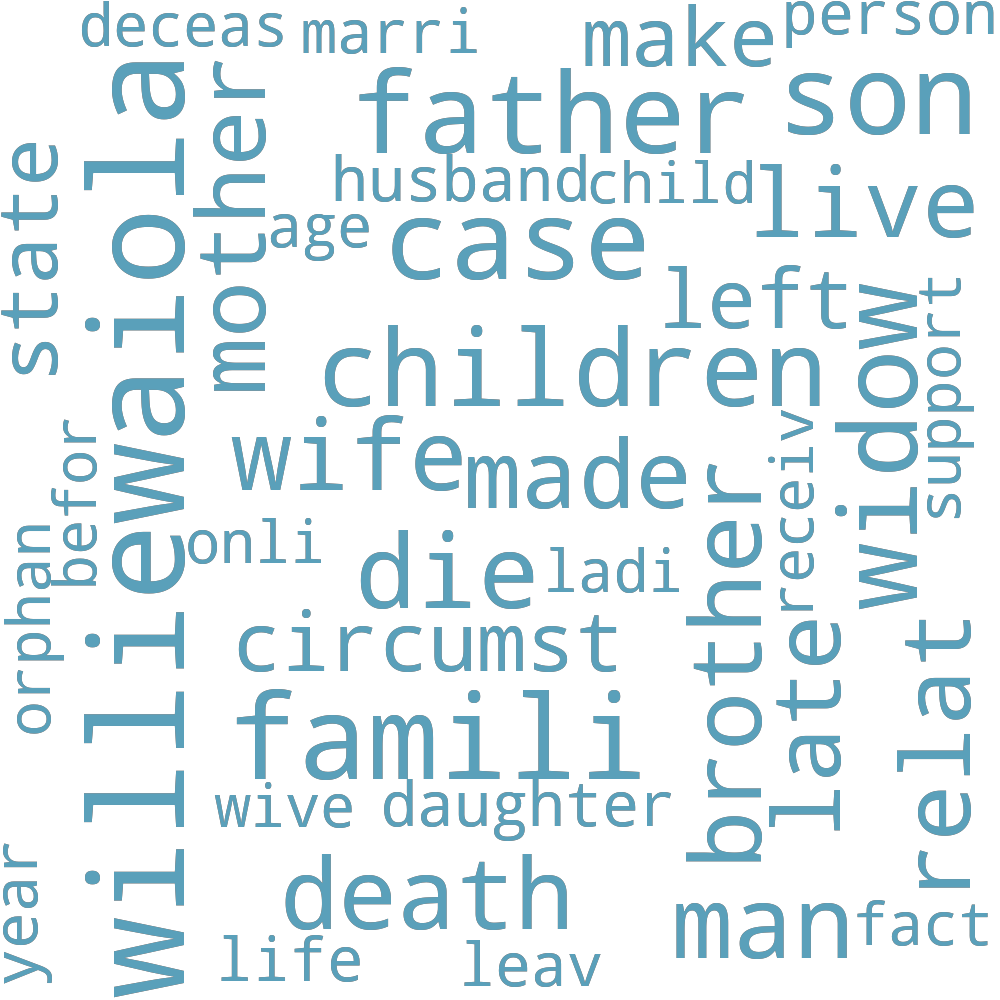 deceas
marri
make
person
father
son
state
williewaiola
mother
husband
child
live
age
case
left
children
widow
support
wife
made
receiv
befor
orphan
onli
die
ladi
brother
circumst
late
relat
famili
wive
daughter
year
death
man
fact
life
leav